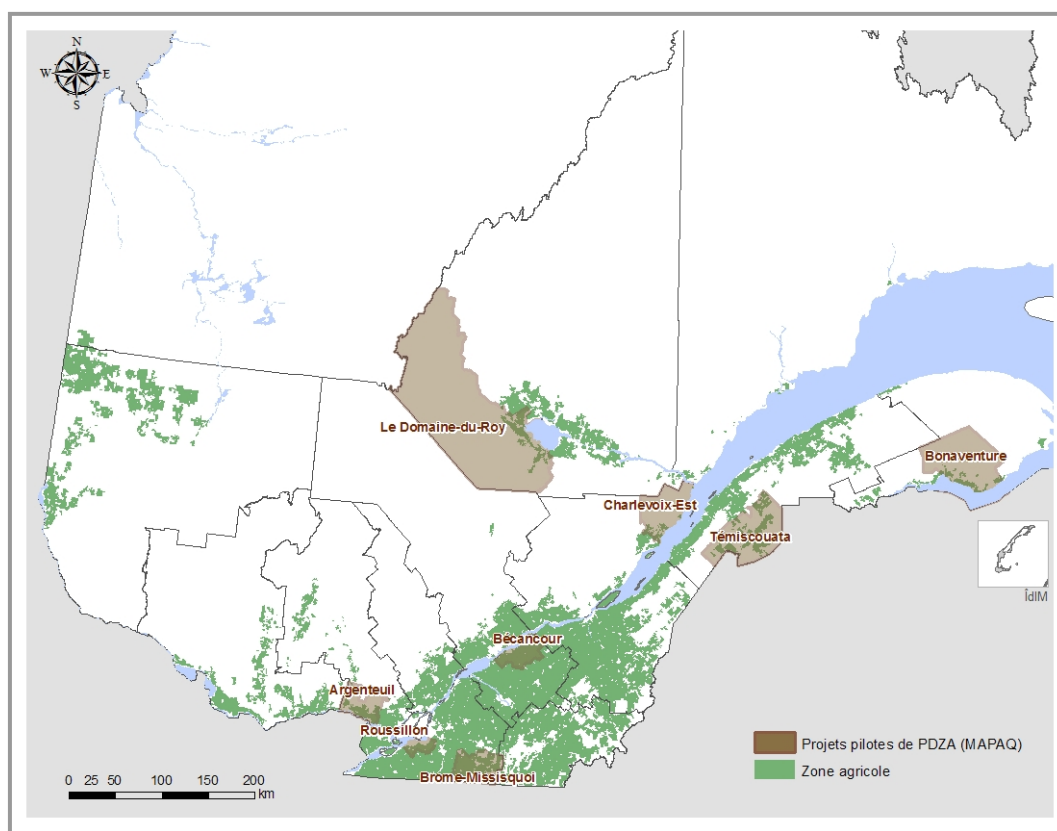 N
W E
S
Le Domaine-du-Roy
Bonaventure
Charlevoix-Est
Témiscouata
ÎdlM
Bécancour
Argenteuil
Roussillon
Brome-Missisquoi
Projets pilotes de PDZA (MAPAQ)
Zone agricole
0 25 50 100 150 200
km